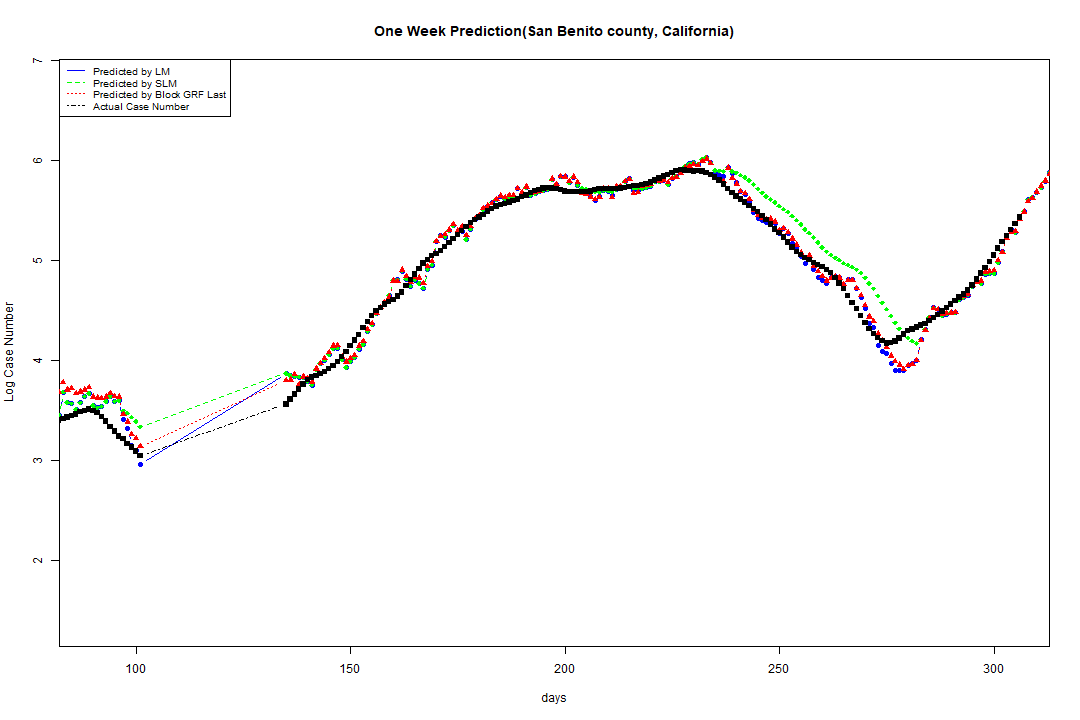 One Week Prediction(San Benito county, California)
Predicted by LM
Predicted by SLM
Predicted by Block GRF Last
Actual Case Number
7
6
5
4
3
2
Log Case Number
100 150 200 250 300
days